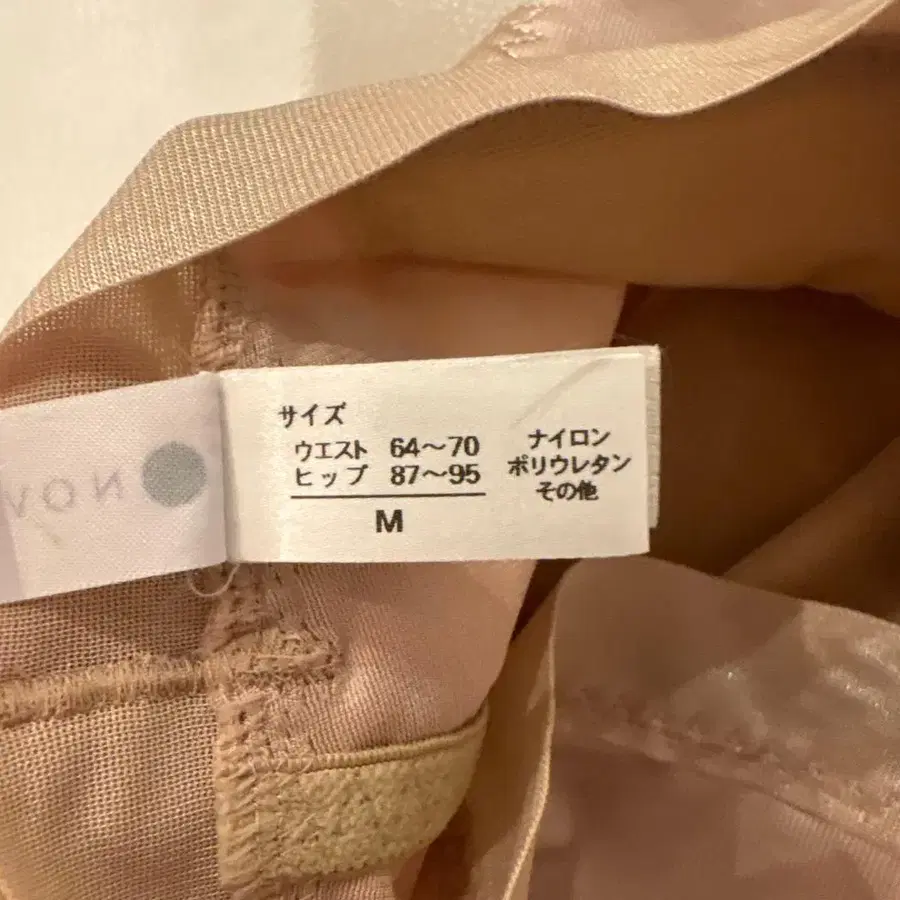 サイズ
ウエスト 64～70
ヒップ 87～95
M
ナイロン
ポリウレタン
その他